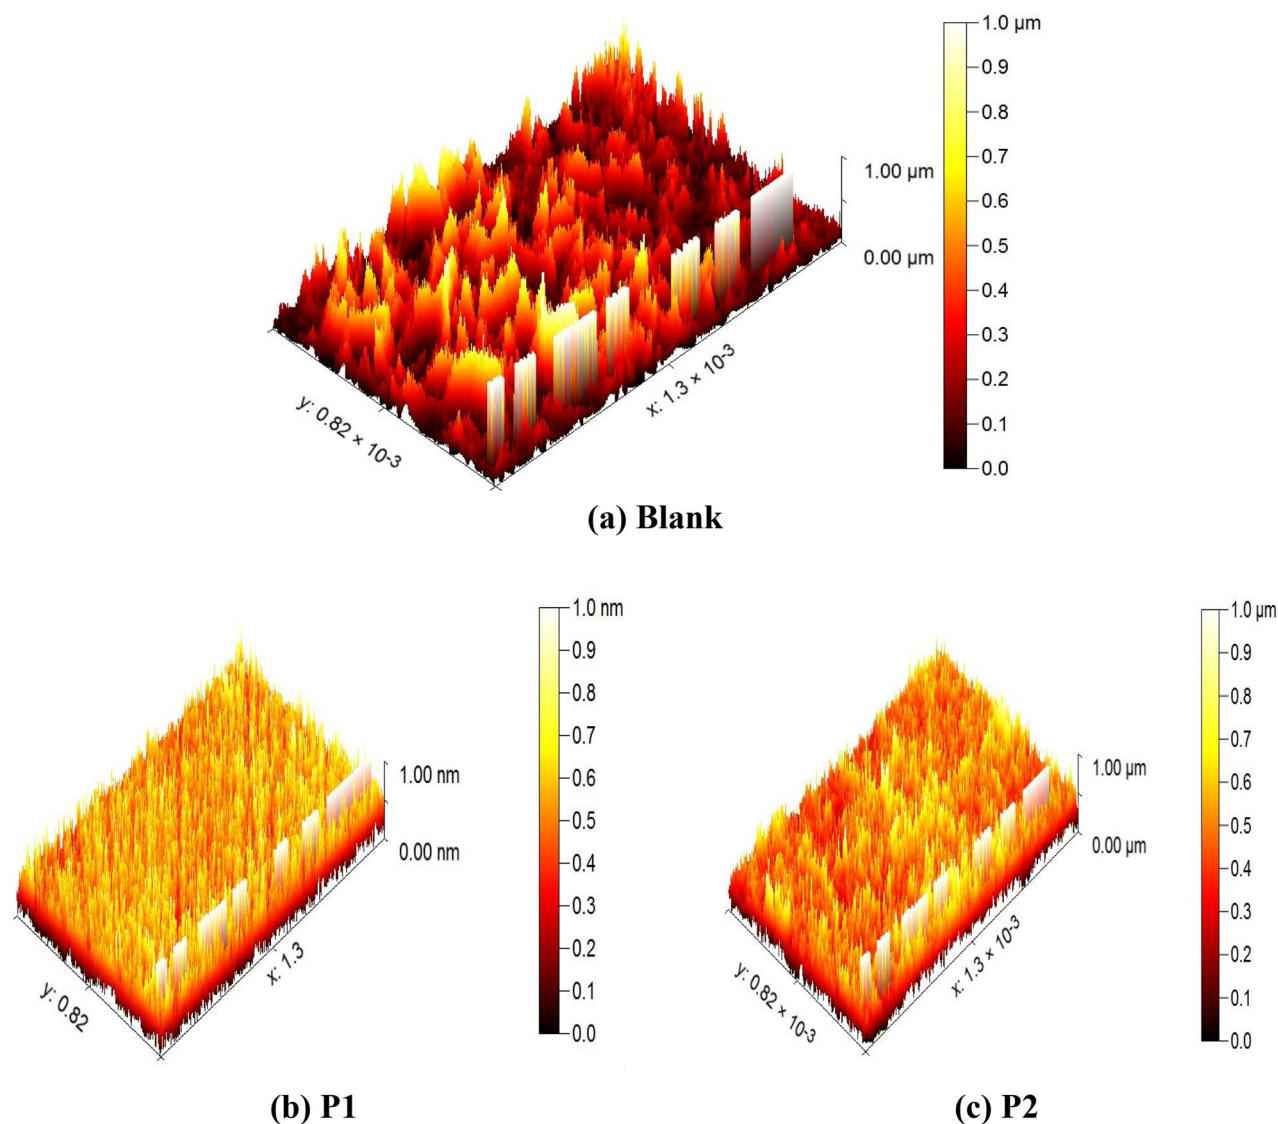 1.0 µm
0.9
0.8
0.7
0.6
0.5
0.4
0.3
0.2
0.1
0.0
1.00 µm
0.00 µm
x: 1.3 × 10-3
y: 0.82 × 10-3
(a) Blank
1.0 nm
0.9
0.8
0.7
0.6
0.5
0.4
0.3
0.2
0.1
0.0
1.00 nm
0.00 nm
x: 1.3
y: 0.82
(b) P1
1.0 µm
0.9
0.8
0.7
0.6
0.5
0.4
0.3
0.2
0.1
0.0
1.00 µm
0.00 µm
x: 1.3 × 10-3
y: 0.82 × 10-3
(c) P2